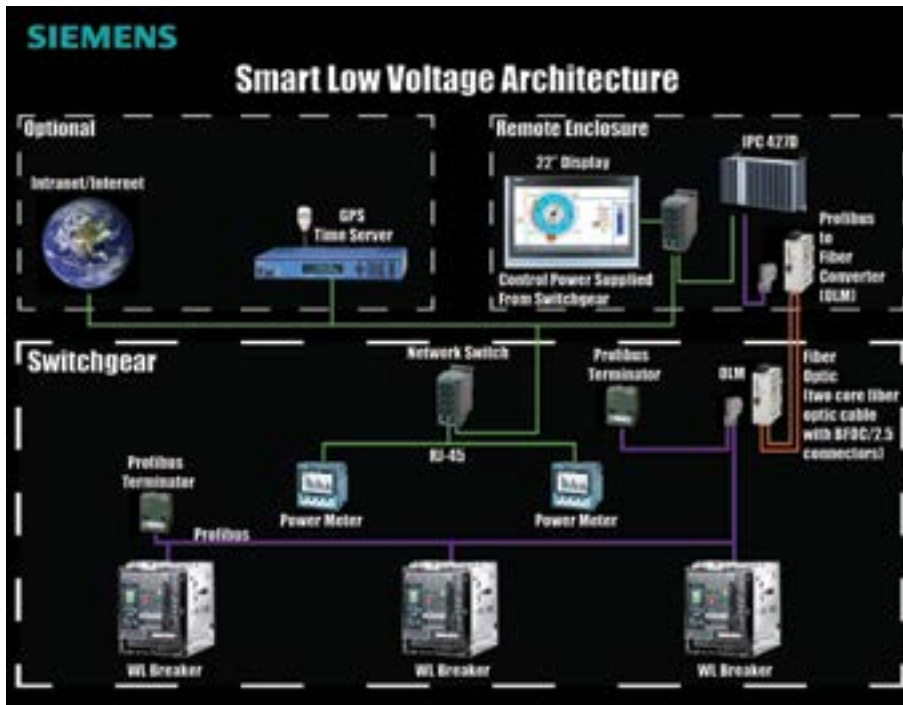 SIEMENS
Smart Low Voltage Architecture
Optional
Intranet/Internet
GPS
Time Server
Remote Enclosure
22" Display
IPC 427D
Control Power Supplied
From Switchgear
Profibus
to
Fiber
Converter
(OLM)
Switchgear
Network Switch
RJ-45
Profibus
Terminator
OLM
Fiber
Optic
(two core fiber
optic cable
with BFOC/2.5
connectors)
Profibus
Terminator
Power Meter
Power Meter
Profibus
WL Breaker
WL Breaker
WL Breaker